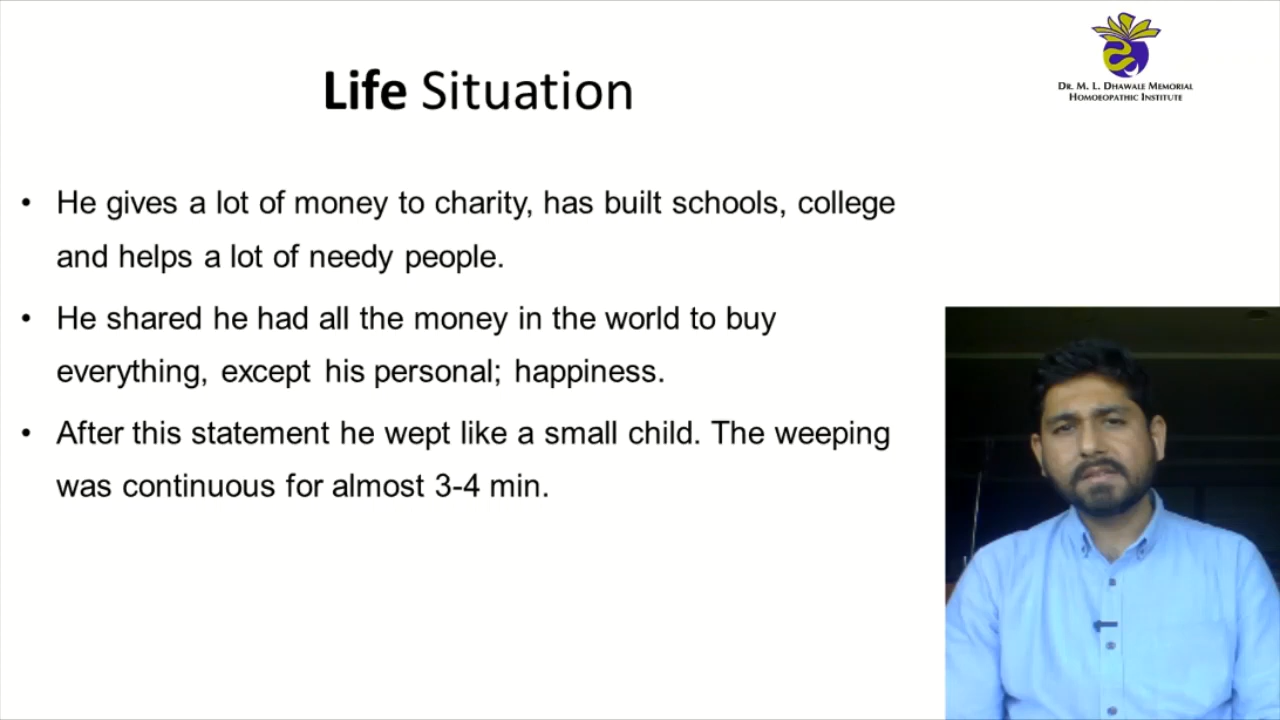 DR. M. L. DHAWALE MEMORIAL
HOMOEOPATHIC INSTITUTE
Life Situation
• He gives a lot of money to charity, has built schools, college
and helps a lot of needy people.
• He shared he had all the money in the world to buy
everything, except his personal; happiness.
• After this statement he wept like a small child. The weeping
was continuous for almost 3-4 min.